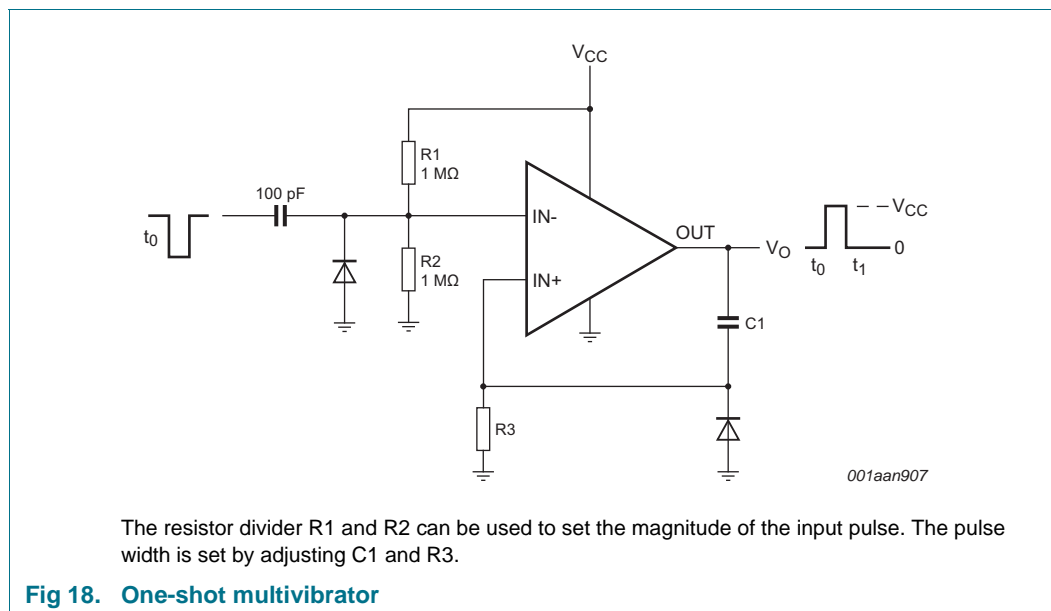 VCC
R1
1 MΩ
100 pF
t0
IN-
OUT
VO
VCC
0
t0 t1
R2
1 MΩ
IN+
C1
R3
001aan907
The resistor divider R1 and R2 can be used to set the magnitude of the input pulse. The pulse
width is set by adjusting C1 and R3.
Fig 18. One-shot multivibrator